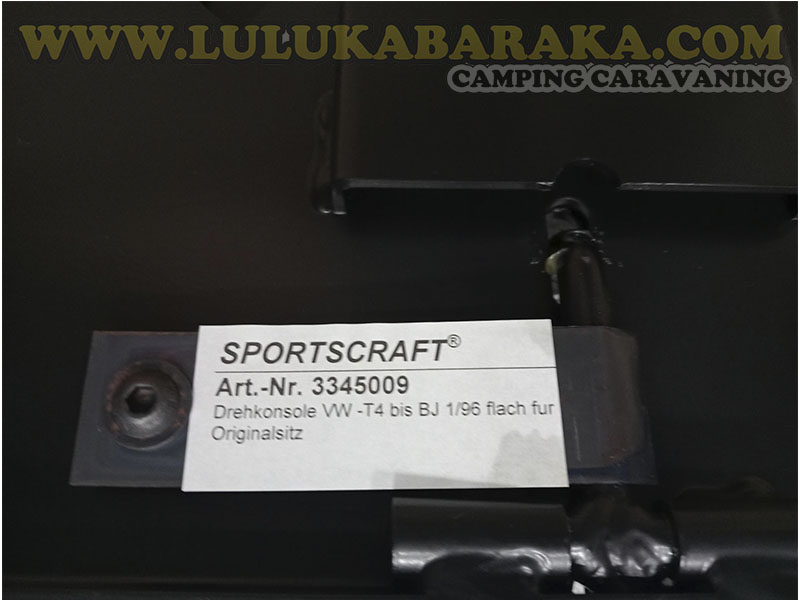 WWW.LULUKABARAKA.COM
CAMPING CARAVANING
SPORTSCRAFT®
Art.-Nr. 3345009
Drehkonsole VW -T4 bis BJ 1/96 flach fur
Originalsitz